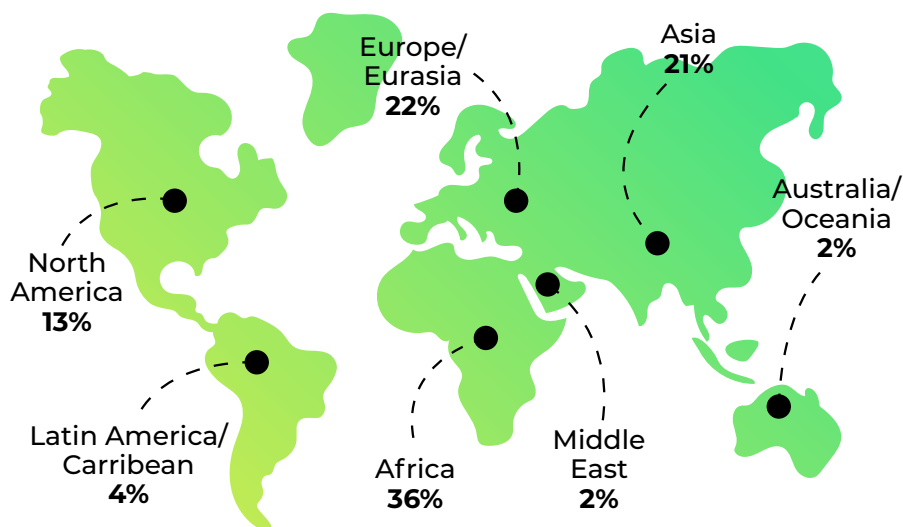 Europe/
Eurasia
22%
Asia
21%
Australia/
Oceania
2%
North
America
13%
Latin America/
Carribean
4%
Africa
36%
Middle
East
2%